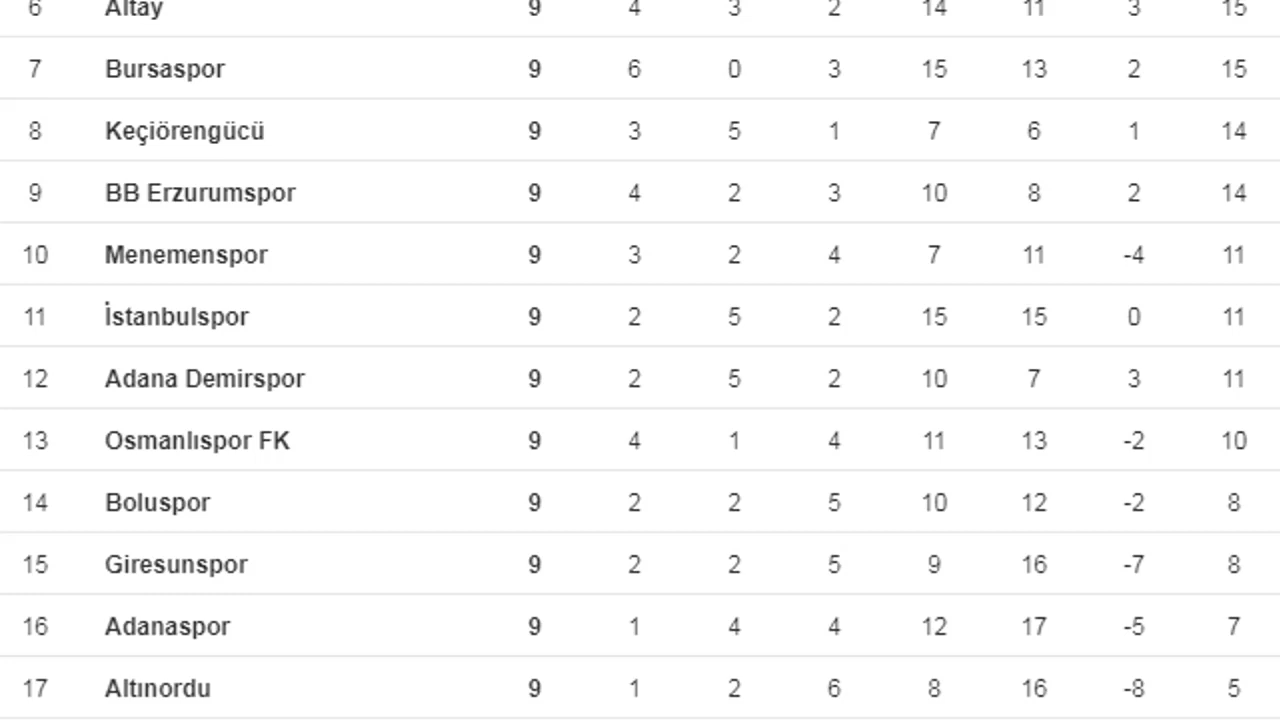 6 Altay 9 4 3 2 14 11 3 15
7 Bursaspor 9 6 0 3 15 13 2 15
8 Keçiörengücü 9 3 5 1 7 6 1 14
9 BB Erzurumspor 9 4 2 3 10 8 2 14
10 Menemenspor 9 3 2 4 7 11 -4 11
11 İstanbulspor 9 2 5 2 15 15 0 11
12 Adana Demirspor 9 2 5 2 10 7 3 11
13 Osmanlıspor FK 9 4 1 4 11 13 -2 10
14 Boluspor 9 2 2 5 10 12 -2 8
15 Giresunspor 9 2 2 5 9 16 -7 8
16 Adanaspor 9 1 4 4 12 17 -5 7
17 Altınordu 9 1 2 6 8 16 -8 5